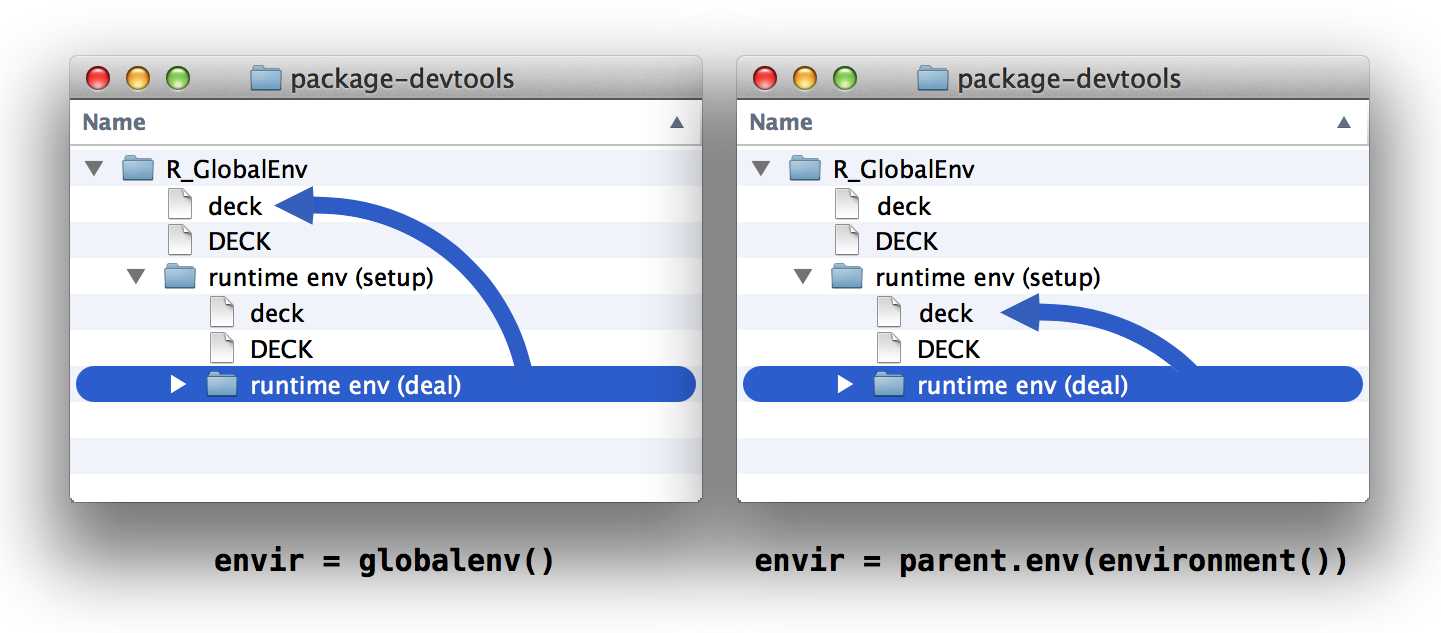 package-devtools
Name
R_GlobalEnv
deck
DECK
runtime env (setup)
deck
DECK
runtime env (deal)
envir = globalenv()
package-devtools
Name
R_GlobalEnv
deck
DECK
runtime env (setup)
deck
DECK
runtime env (deal)
envir = parent.env(environment())